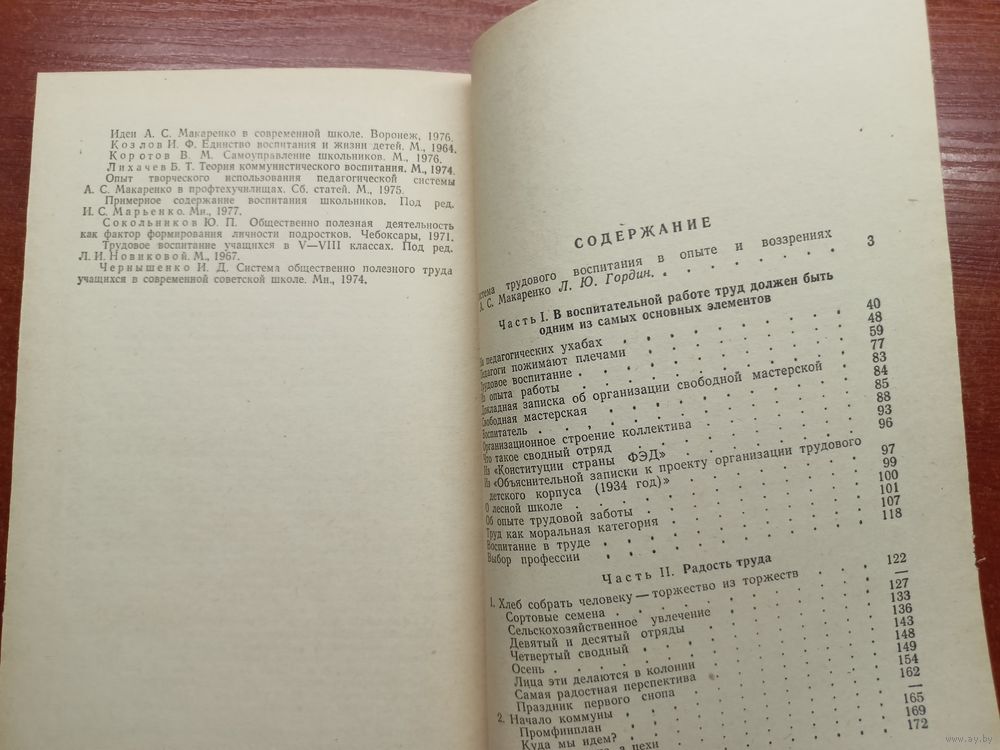 Идеи А. С. Макаренко в современной школе. Воронеж, 1976.
Козлов И. Ф. Единство воспитания и жизни детей. М., 1964.
Коротов В. М. Самоуправление школьников. М., 1976.
Лихачев Б. Т. Теория коммунистического воспитания. М., 1974.
Опыт творческого использования педагогической системы
А. С. Макаренко в профтехучилищах. Сб. статей. М., 1975.
Примерное содержание воспитания школьников. Под ред.
И. С. Марьенко. Мн., 1977.
Сокольников Ю. П. Общественно полезная деятельность
как фактор формирования личности подростков. Чебоксары, 1971.
Трудовое воспитание учащихся в V—VIII классах. Под ред.
Л. И. Новиковой. М., 1967.
Чернышенко И. Д. Система общественно полезного труда
учащихся в современной советской школе. Мн., 1974,
СОДЕРЖАНИЕ
трудового воспитания в опыте и воззрениях
А. С. Макаренко Л. Ю. Гордин. . . . . . . . 3
Часть I. В воспитательной работе труд должен быть
одним из самых основных элементов
педагогических ухабах . . . . . . . 40
пожимают плечами . . . . . . . 48
Трудовое воспитание . . . . . . . 59
опыта работы . . . . . . . 77
Докладная записка об организации свободной мастерской . 83
Свободная мастерская . . . . . . . 84
Воспитатель . . . . . . . 85
Организационное строение коллектива . . . . . 88
Что такое сводный отряд . . . . . . . 93
Из «Конституции страны ФЭД» . . . . . . 96
Из «Объяснительной записки к проекту организации трудового
детского корпуса (1934 год)» . . . . . . 97
О лесной школе . . . . . . . 99
Об опыте трудовой заботы . . . . . . . 100
Труд как моральная категория . . . . . . 101
Воспитание в труде . . . . . . . 107
Выбор профессии . . . . . . . 118
Часть II. Радость труда
1. Хлеб собрать человеку — торжество из торжеств . . . 122
Сортовые семена . . . . . . . —
Сельскохозяйственное увлечение . . . . . . 127
Девятый и десятый отряды . . . . . . 133
Четвертый сводный . . . . . . . 136
Осень . . . . . . . 143
Лица эти делаются в колонии . . . . . . 148
Самая радостная перспектива . . . . . . 149
Праздник первого снопа . . . . . . . 154
2. Начало коммуны . . . . . . . 162
Промфинплан . . . . . . . —
Куда мы идем? . . . . . . . 165
цехи . . . . . . . 169
172
www.ay.by